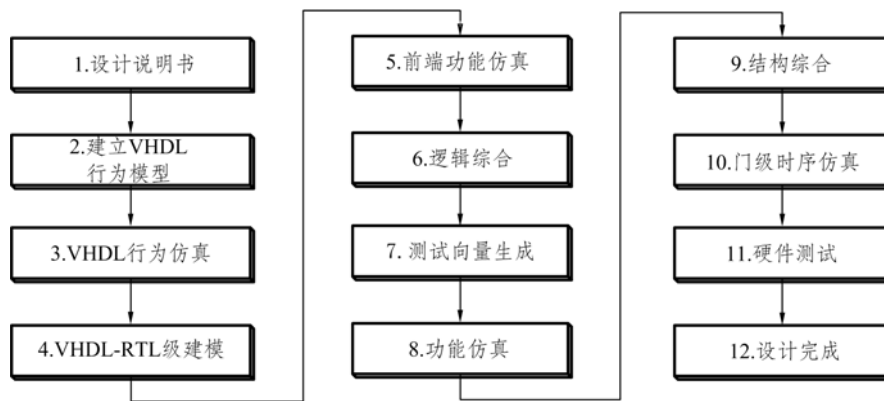 1.设计说明书
2.建立VHDL
行为模型
3.VHDL行为仿真
4.VHDL-RTL级建模
5.前端功能仿真
6.逻辑综合
7. 测试向量生成
8.功能仿真
9.结构综合
10.门级时序仿真
11.硬件测试
12.设计完成